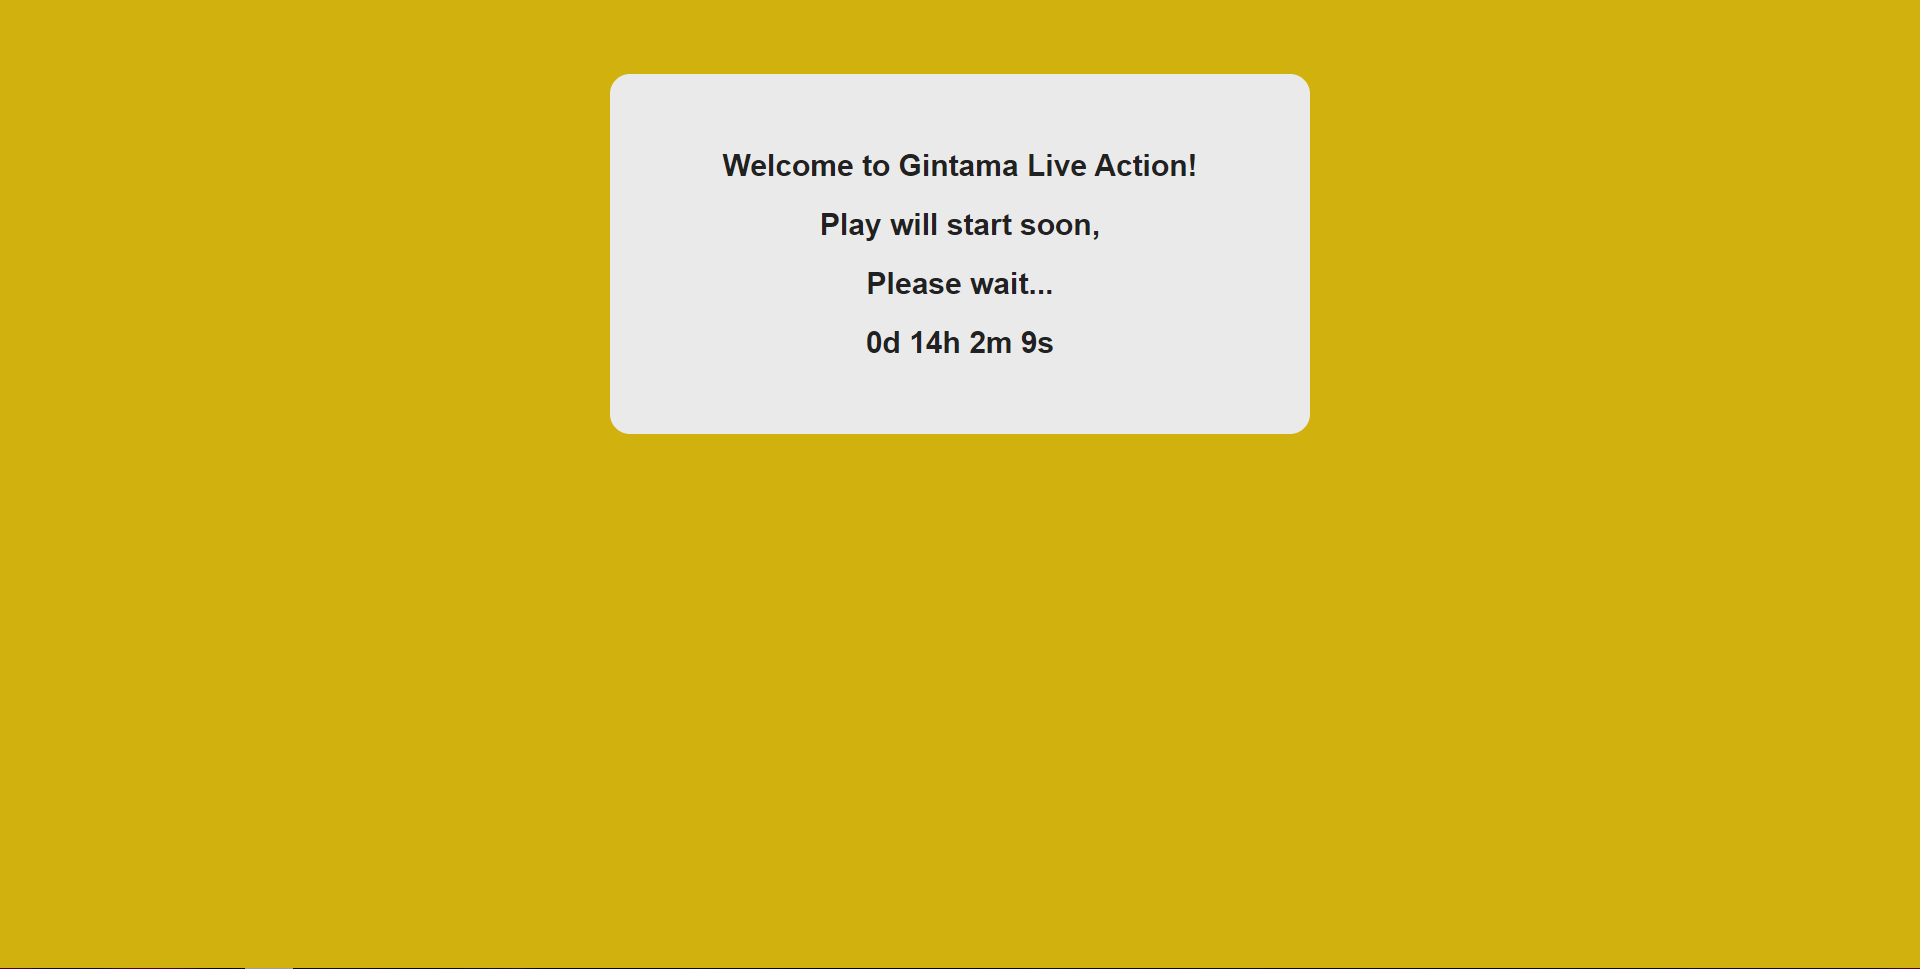 Welcome to Gintama Live Action!
Play will start soon,
Please wait...
0d 14h 2m 9s